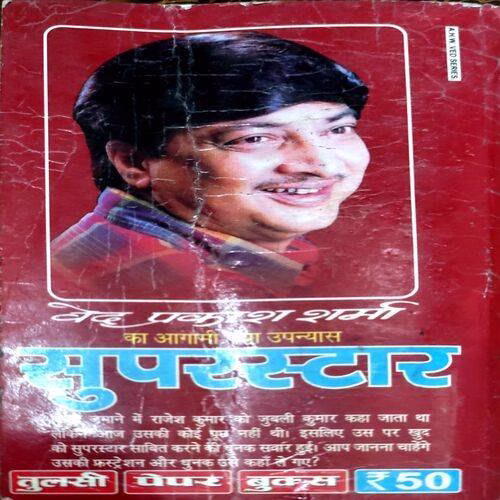 A.H.W. VED SERIES
वेद प्रकाश शर्मा
का आगामी नया उपन्यास
सुपरस्टार
जमाने में राजेश कुमार को जुबली कुमार कहा जाता था
लेकिन आज उसकी कोई पूछ नहीं थी। इसलिए उस पर खुद
को सुपरस्टार साबित करने की धुनक सवार हुई। आप जानना चाहेंगे
उसकी फ्रस्ट्रेशन और धुनक उसे कहाँ ले गए?
तुलसी पेपर बुक्स ₹50